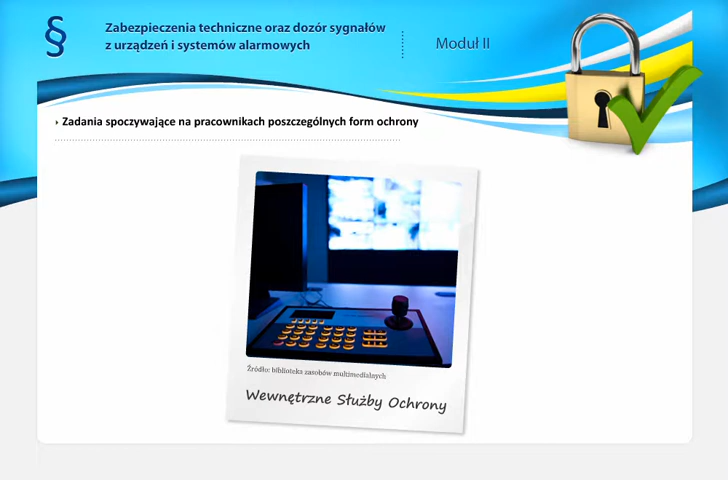 §
Zabezpieczenia techniczne oraz dozór sygnałów
z urządzeń i systemów alarmowych
Moduł II
Zadania spoczywające na pracownikach poszczególnych form ochrony
Źródło: biblioteka zasobów multimedialnych
Wewnętrzne Służby Ochrony